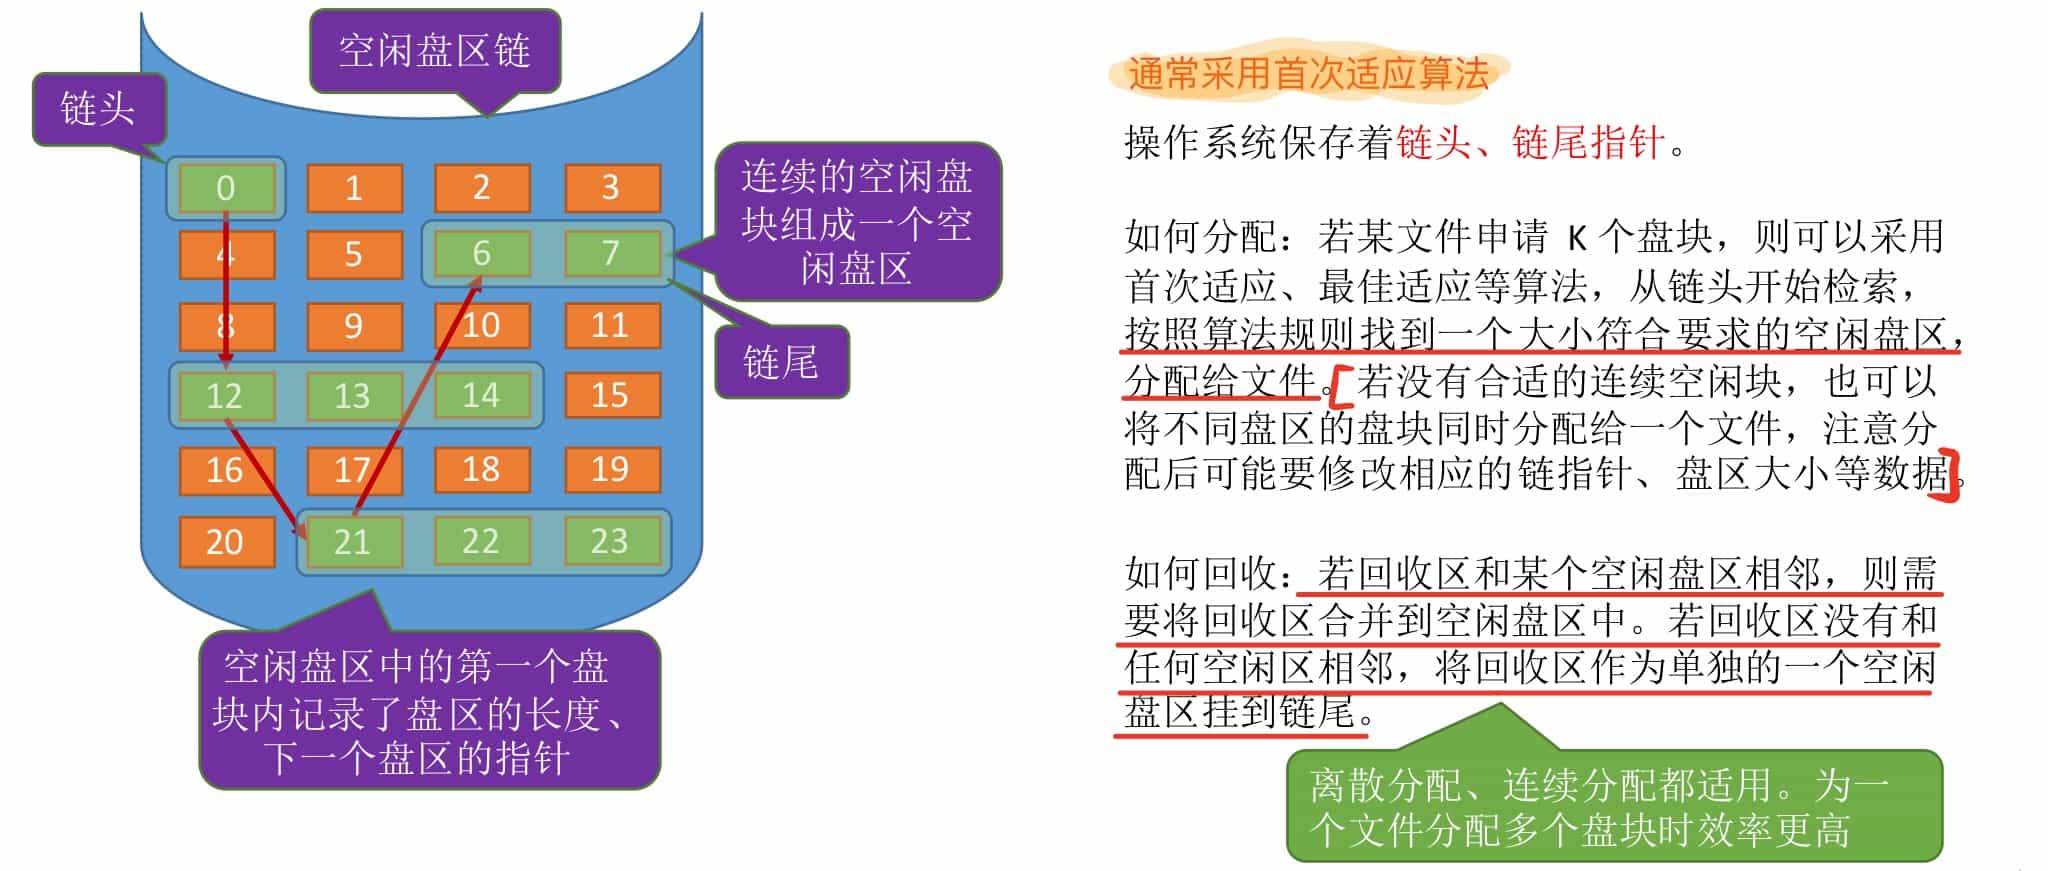 空闲盘区链
链头
0
1
2
3
4
5
6
7
8
9
10
11
12
13
14
15
16
17
18
19
20
21
22
23
连续的空闲盘
块组成一个空
闲盘区
链尾
空闲盘区中的第一个盘
块内记录了盘区的长度、
下一个盘区的指针
通常采用首次适应算法
操作系统保存着链头、链尾指针。
如何分配：若某文件申请 K 个盘块，则可以采用
首次适应、最佳适应等算法，从链头开始检索，
按照算法规则找到一个大小符合要求的空闲盘区，
分配给文件。若没有合适的连续空闲块，也可以
将不同盘区的盘块同时分配给一个文件，注意分
配后可能要修改相应的链指针、盘区大小等数据。
如何回收：若回收区和某个空闲盘区相邻，则需
要将回收区合并到空闲盘区中。若回收区没有和
任何空闲区相邻，将回收区作为单独的一个空闲
盘区挂到链尾。
离散分配、连续分配都适用。为一
个文件分配多个盘块时效率更高